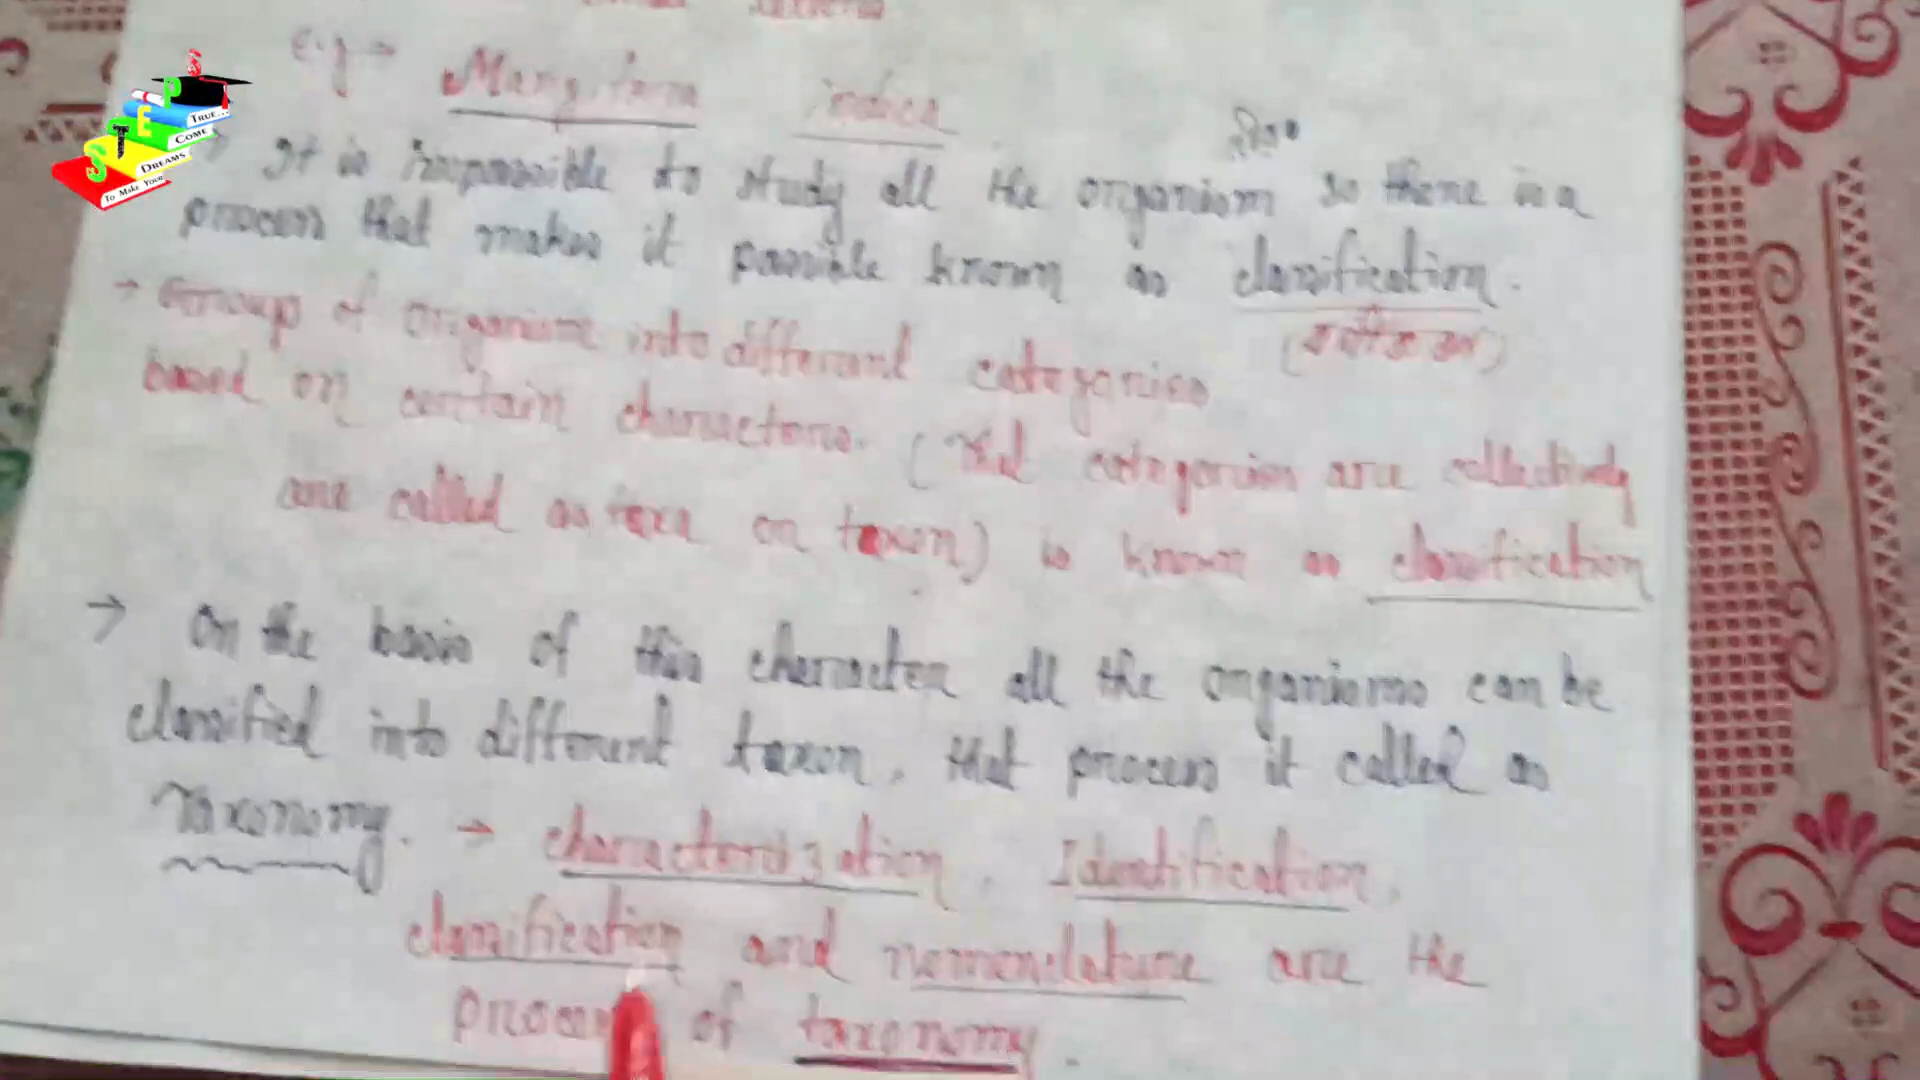 e.g → Mangifera indica
It is impossible to study all the organism so there is a
process that makes it possible known as classification.
→ Group of organism into different categories
based on certain characters. (That categories are collectively
are called as taxa or taxon) is known as classification
→ On the basis of this character all the organisms can be
classified into different taxon, that process it called as
Taxonomy. → characterization, Identification,
classification and nomenclature are the
process of taxonomy.
STEPS
TRUE...
COME
DREAMS
To Make Your